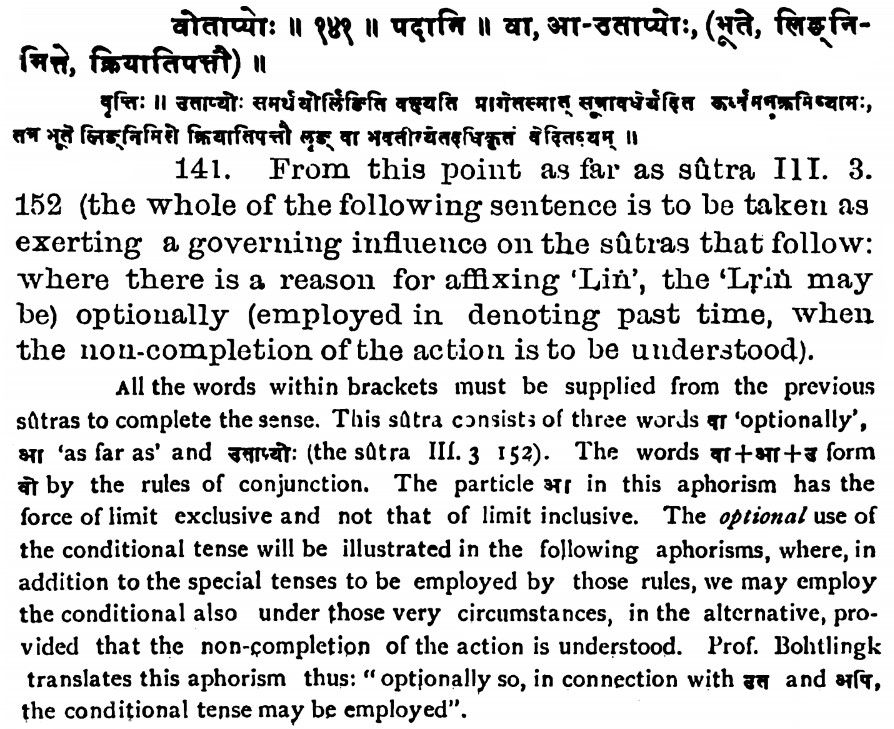 वोताप्योः ॥ १४१ ॥ पदानि ॥ वा, आ-उताप्योः, (भूते, लिङ्नि-
मित्ते, क्रियातिपत्तौ) ॥
वृत्तिः ॥ उताप्योः समर्थयोर्लिङिति वक्ष्यति प्रागेतस्मात् सूत्रावधेर्यदित ऊर्ध्वमनुक्रमिष्यामः,
तत्र भूते लिङ्निमित्ते क्रियातिपत्तौ लृङ् वा भवतीत्येतदधिकृतं वेदितव्यम् ॥
141. From this point as far as sûtra III. 3.
152 (the whole of the following sentence is to be taken as
exerting a governing influence on the sûtras that follow:
where there is a reason for affixing 'Liṅ', the 'Lṛiṅ may
be) optionally (employed in denoting past time, when
the non-completion of the action is to be understood).
All the words within brackets must be supplied from the previous
sûtras to complete the sense. This sûtra consists of three words वा 'optionally',
आ 'as far as' and उताप्योः (the sûtra III. 3 152). The words वा+आ+उ form
वो by the rules of conjunction. The particle आ in this aphorism has the
force of limit exclusive and not that of limit inclusive. The optional use of
the conditional tense will be illustrated in the following aphorisms, where, in
addition to the special tenses to be employed by those rules, we may employ
the conditional also under those very circumstances, in the alternative, pro-
vided that the non-completion of the action is understood. Prof. Bohtlingk
translates this aphorism thus: "optionally so, in connection with उत and अपि,
the conditional tense may be employed".